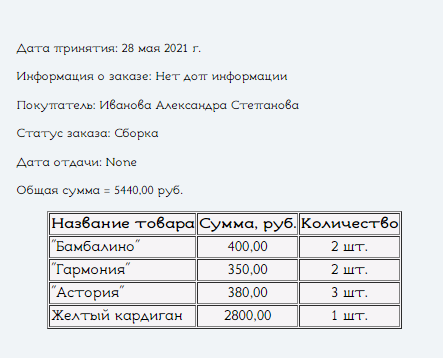 Дата принятия: 28 мая 2021 г.
Информация о заказе: Нет доп информации
Покупатель: Иванова Александра Степановна
Статус заказа: Сборка
Дата отдачи: None
Общая сумма = 5440,00 руб.
Название товара Сумма, руб. Количество
"Бамбалино" 400,00 2 шт.
"Гармония" 350,00 2 шт.
"Астория" 380,00 3 шт.
Желтый кардиган 2800,00 1 шт.